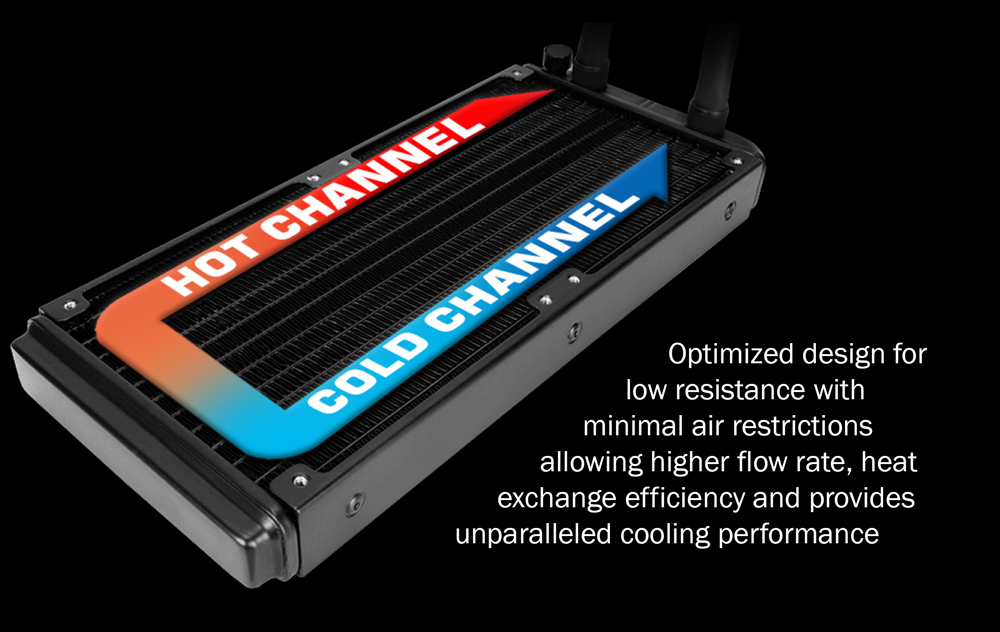 HOT CHANNEL
COLD CHANNEL
Optimized design for
low resistance with
minimal air restrictions
allowing higher flow rate, heat
exchange efficiency and provides
unparalleled cooling performance